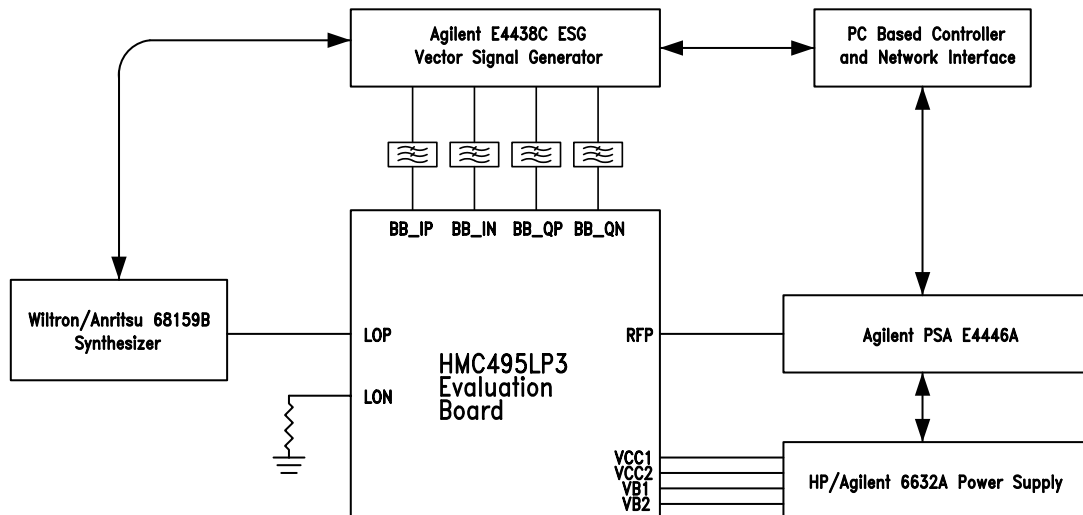 Agilent E4438C ESG
Vector Signal Generator
PC Based Controller
and Network Interface
BB_IP BB_IN BB_QP BB_QN
Wiltron/Anritsu 68159B
Synthesizer
LOP
LON
HMC495LP3
Evaluation
Board
RFP
Agilent PSA E4446A
VCC1
VCC2
VB1
VB2
HP/Agilent 6632A Power Supply